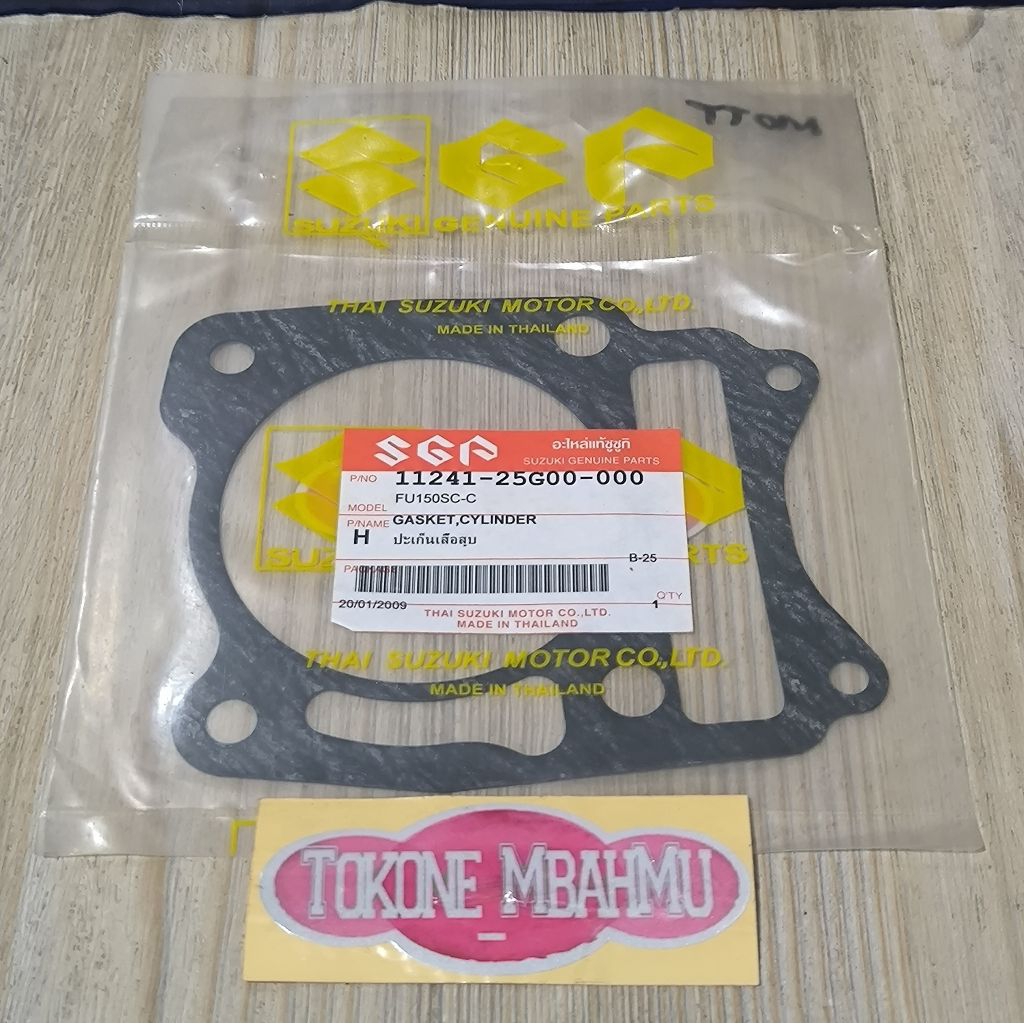 TTOM
SGP
SUZUKI GENUINE PARTS
THAI SUZUKI MOTOR CO.,LTD.
MADE IN THAILAND
SGP อะไหล่แท้ซูซูกิ
SUZUKI GENUINE PARTS
P/NO 11241-25G00-000
FU150SC-C
MODEL
P/NAME GASKET,CYLINDER
H ปะเก็นเสื้อสูบ
B-25
PACKAGE
Q'TY
20/01/2009 1
THAI SUZUKI MOTOR CO.,LTD.
MADE IN THAILAND
SUZ PARTS
THAI SUZUKI MOTOR CO.,LTD.
MADE IN THAILAND
TOKONE MBAHMU